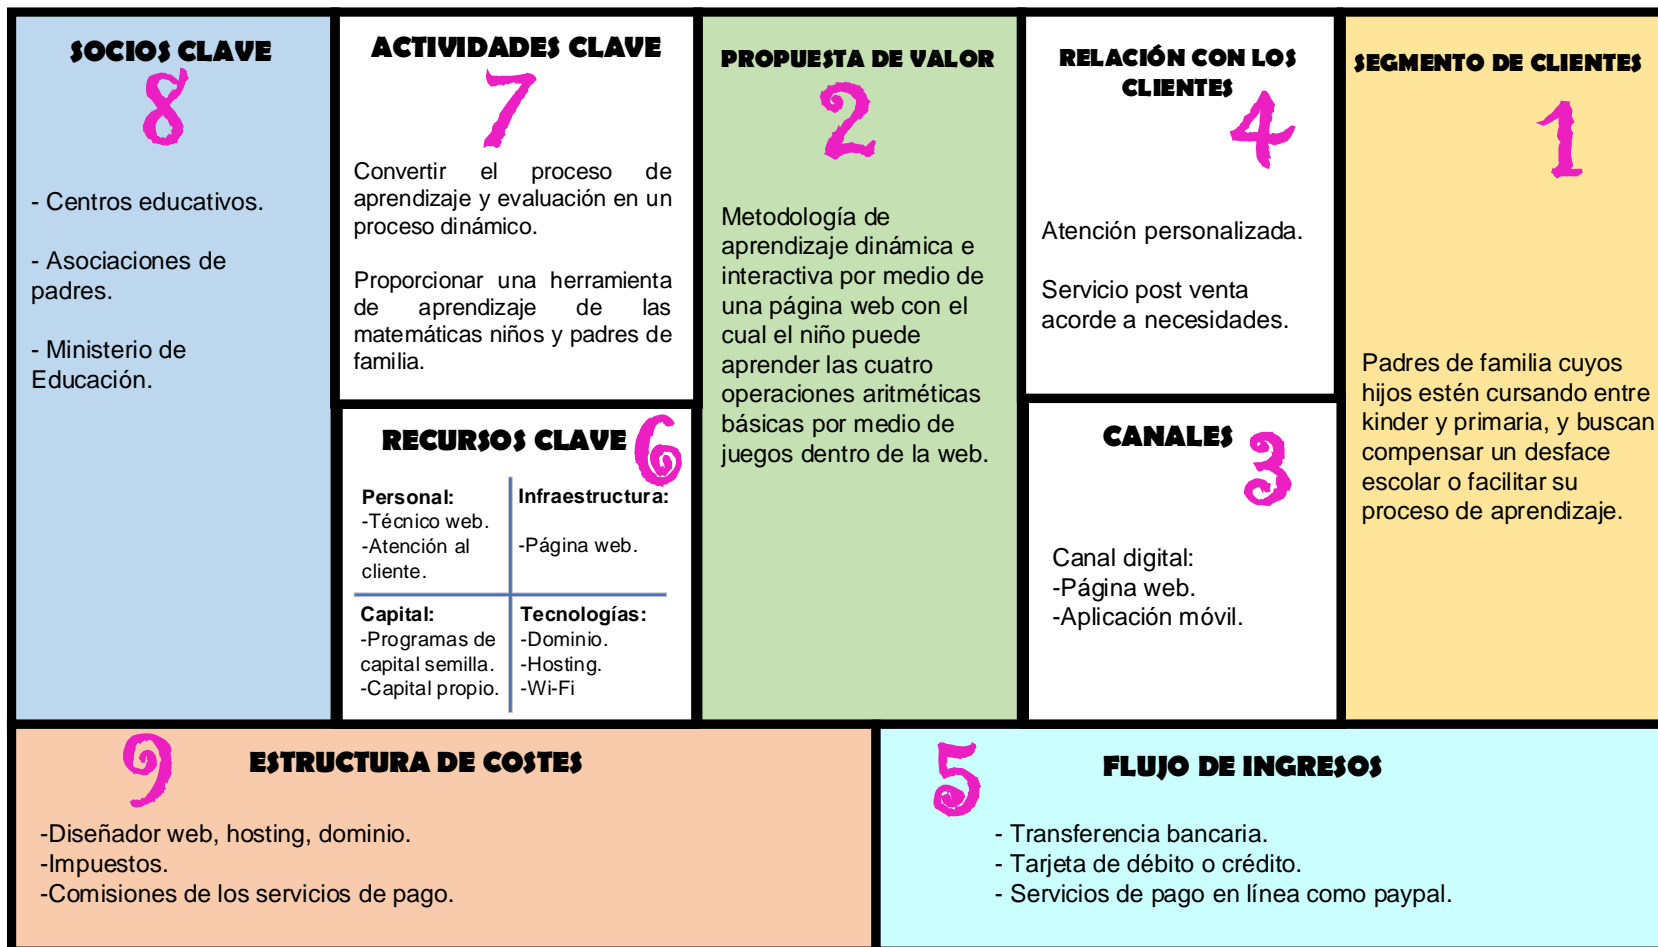 SOCIOS CLAVE
8
- Centros educativos.
- Asociaciones de
padres.
- Ministerio de
Educación.
ACTIVIDADES CLAVE
7
Convertir el proceso de
aprendizaje y evaluación en un
proceso dinámico.
Proporcionar una herramienta
de aprendizaje de las
matemáticas niños y padres de
familia.
RECURSOS CLAVE
6
Personal:
-Técnico web.
-Atención al
cliente.
Infraestructura:
-Página web.
Capital:
-Programas de
capital semilla.
-Capital propio.
Tecnologías:
-Dominio.
-Hosting.
-Wi-Fi
PROPUESTA DE VALOR
2
Metodología de
aprendizaje dinámica e
interactiva por medio de
una página web con el
cual el niño puede
aprender las cuatro
operaciones aritméticas
básicas por medio de
juegos dentro de la web.
RELACIÓN CON LOS
CLIENTES
4
Atención personalizada.
Servicio post venta
acorde a necesidades.
CANALES
3
Canal digital:
-Página web.
-Aplicación móvil.
SEGMENTO DE CLIENTES
1
Padres de familia cuyos
hijos estén cursando entre
kinder y primaria, y buscan
compensar un desface
escolar o facilitar su
proceso de aprendizaje.
9
ESTRUCTURA DE COSTES
-Diseñador web, hosting, dominio.
-Impuestos.
-Comisiones de los servicios de pago.
5
FLUJO DE INGRESOS
- Transferencia bancaria.
- Tarjeta de débito o crédito.
- Servicios de pago en línea como paypal.